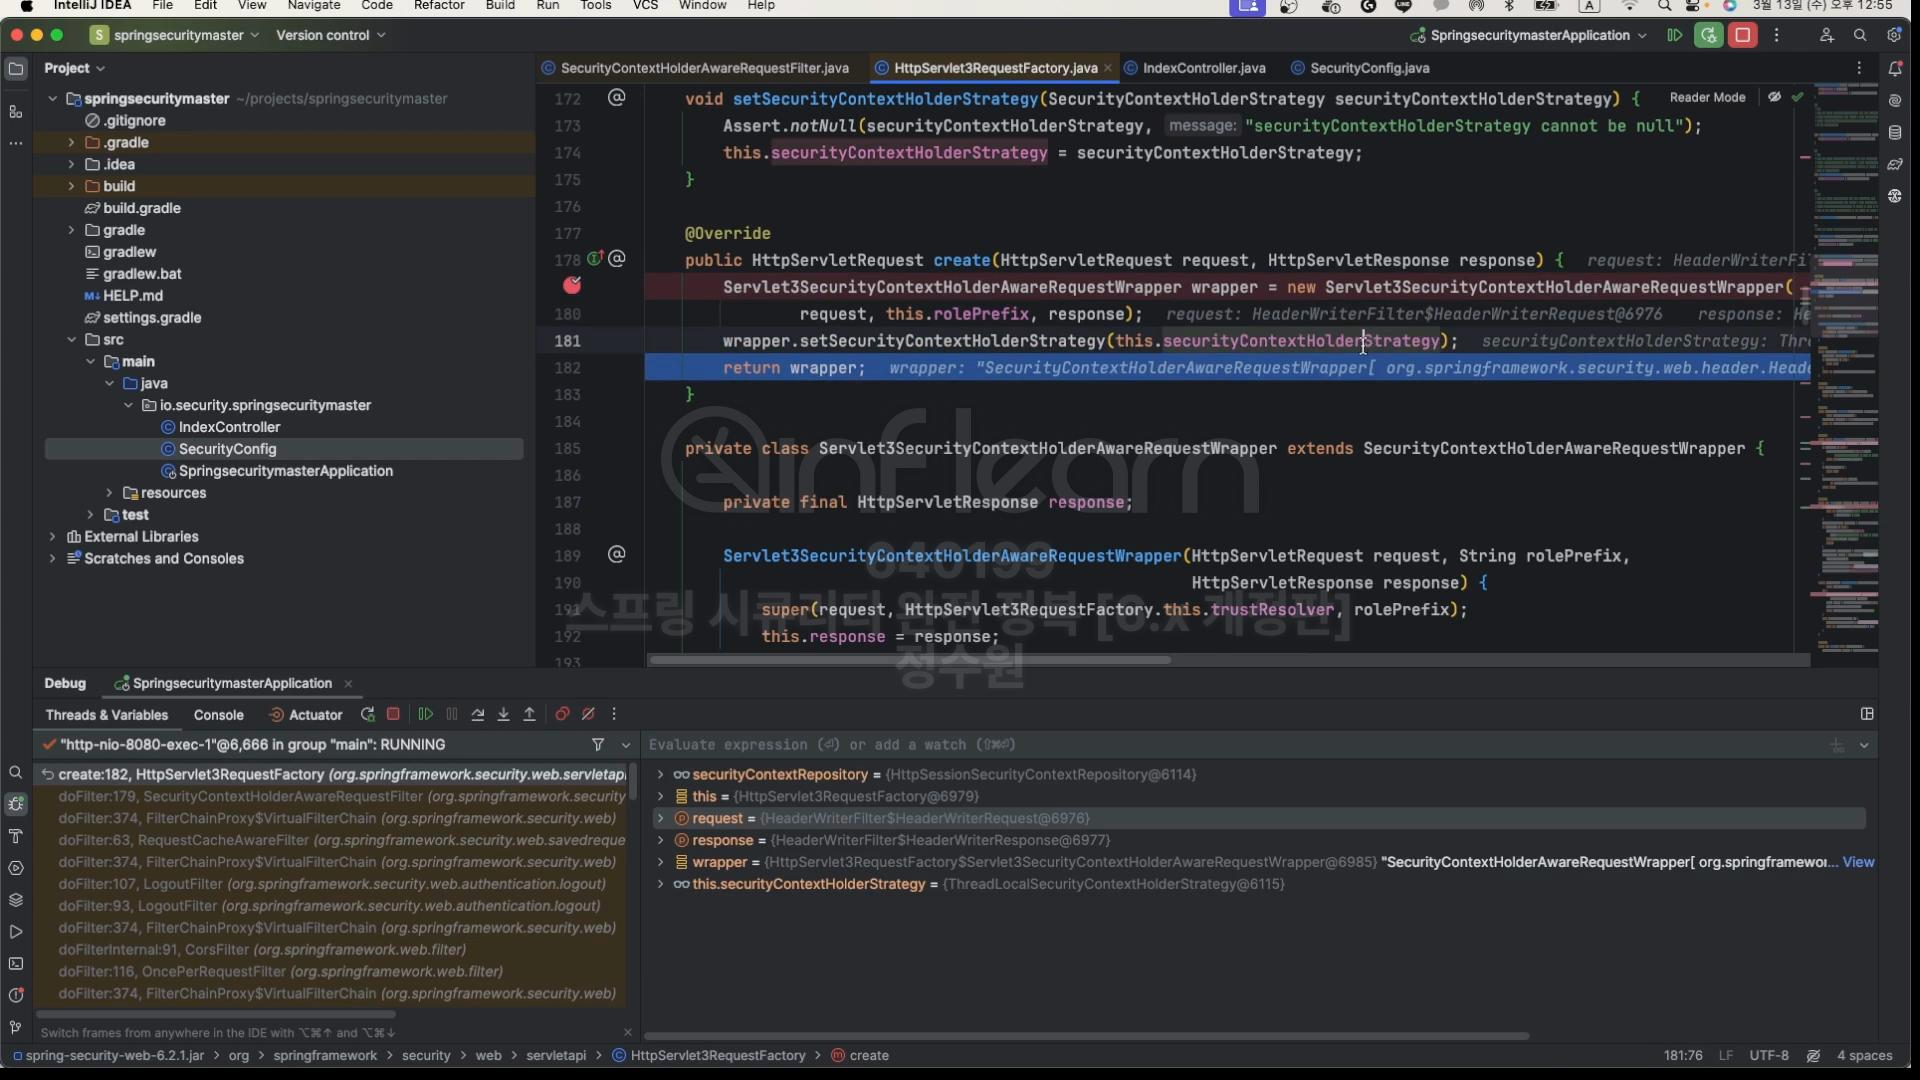 IntelliJ IDEA File Edit View Navigate Code Refactor Build Run Tools VCS Window Help A 3월 13일 (수) 오후 12:55
S springsecuritymaster Version control SpringsecuritymasterApplication
Project
springsecuritymaster ~/projects/springsecuritymaster
.gitignore
.gradle
.idea
build
build.gradle
gradle
gradlew
gradlew.bat
HELP.md
settings.gradle
src
main
java
io.security.springsecuritymaster
IndexController
SecurityConfig
SpringsecuritymasterApplication
resources
test
External Libraries
Scratches and Consoles
SecurityContextHolderAwareRequestFilter.java HttpServlet3RequestFactory.java IndexController.java SecurityConfig.java
Reader Mode
172 void setSecurityContextHolderStrategy(SecurityContextHolderStrategy securityContextHolderStrategy) {
173 Assert.notNull(securityContextHolderStrategy, message: "securityContextHolderStrategy cannot be null");
174 this.securityContextHolderStrategy = securityContextHolderStrategy;
175 }
176
177 @Override
178 public HttpServletRequest create(HttpServletRequest request, HttpServletResponse response) { request: HeaderWriterFi
Servlet3SecurityContextHolderAwareRequestWrapper wrapper = new Servlet3SecurityContextHolderAwareRequestWrapper(
180 request, this.rolePrefix, response); request: HeaderWriterFilter$HeaderWriterRequest@6976 response: He
181 wrapper.setSecurityContextHolderStrategy(this.securityContextHolderStrategy); securityContextHolderStrategy: Thr
182 return wrapper; wrapper: "SecurityContextHolderAwareRequestWrapper[ org.springframework.security.web.header.Heade
183 }
184
185 private class Servlet3SecurityContextHolderAwareRequestWrapper extends SecurityContextHolderAwareRequestWrapper {
186
187 private final HttpServletResponse response;
188
189 Servlet3SecurityContextHolderAwareRequestWrapper(HttpServletRequest request, String rolePrefix,
190 HttpServletResponse response) {
191 super(request, HttpServlet3RequestFactory.this.trustResolver, rolePrefix);
192 this.response = response;
193
inflearn
640199
스프링 시큐리티 완전 정복 [6.x 개정판]
정수원
Debug SpringsecuritymasterApplication
Threads & Variables Console Actuator
"http-nio-8080-exec-1"@6,666 in group "main": RUNNING
create:182, HttpServlet3RequestFactory (org.springframework.security.web.servletapi
doFilter:179, SecurityContextHolderAwareRequestFilter (org.springframework.security
doFilter:374, FilterChainProxy$VirtualFilterChain (org.springframework.security.web)
doFilter:63, RequestCacheAwareFilter (org.springframework.security.web.savedreque
doFilter:374, FilterChainProxy$VirtualFilterChain (org.springframework.security.web)
doFilter:107, LogoutFilter (org.springframework.security.web.authentication.logout)
doFilter:93, LogoutFilter (org.springframework.security.web.authentication.logout)
doFilter:374, FilterChainProxy$VirtualFilterChain (org.springframework.security.web)
doFilterInternal:91, CorsFilter (org.springframework.web.filter)
doFilter:116, OncePerRequestFilter (org.springframework.web.filter)
doFilter:374, FilterChainProxy$VirtualFilterChain (org.springframework.security.web)
Switch frames from anywhere in the IDE with ⌥⌘↑ and ⌥⌘↓
Evaluate expression (⏎) or add a watch (⇧⌘⏎)
securityContextRepository = {HttpSessionSecurityContextRepository@6114}
this = {HttpServlet3RequestFactory@6979}
request = {HeaderWriterFilter$HeaderWriterRequest@6976}
response = {HeaderWriterFilter$HeaderWriterResponse@6977}
wrapper = {HttpServlet3RequestFactory$Servlet3SecurityContextHolderAwareRequestWrapper@6985} "SecurityContextHolderAwareRequestWrapper[ org.springframewor... View
this.securityContextHolderStrategy = {ThreadLocalSecurityContextHolderStrategy@6115}
spring-security-web-6.2.1.jar > org > springframework > security > web > servletapi > HttpServlet3RequestFactory > create 181:76 LF UTF-8 4 spaces